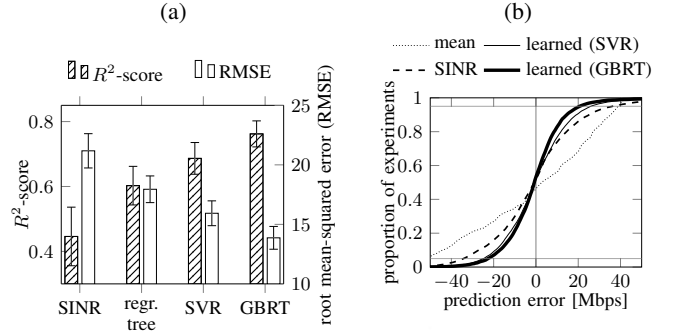 (a)
R²-score
RMSE
R²-score
0.8
0.6
0.4
25
20
15
10
root mean-squared error (RMSE)
SINR
regr.
tree
SVR
GBRT
(b)
mean
learned (SVR)
SINR
learned (GBRT)
proportion of experiments
1
0.8
0.6
0.4
0.2
0
−40
−20
0
20
40
prediction error [Mbps]